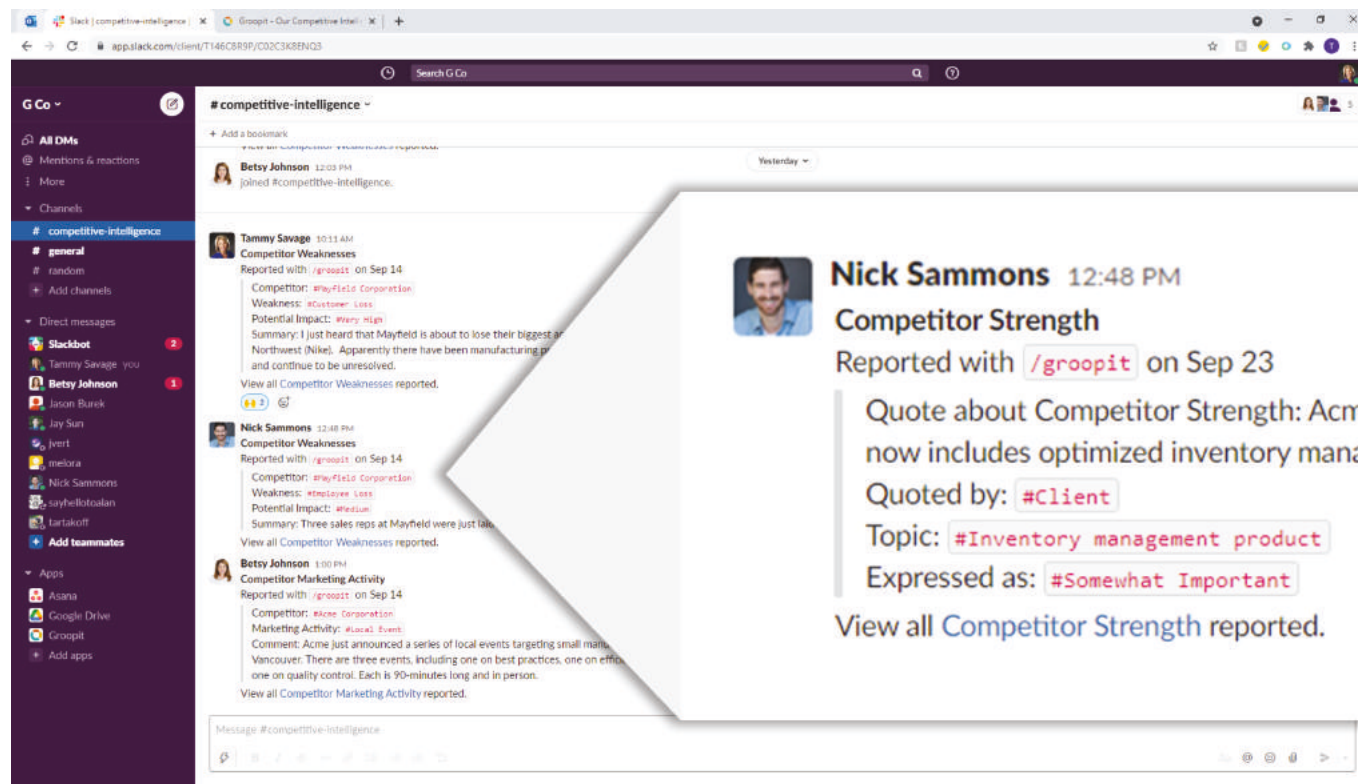 Slack | competitive-intelligence |
Groopit - Our Competitive Intelli
app.slack.com/client/T146C8R9P/C02C3K8ENQ3
Search G Co
G Co
# competitive-intelligence
5
+ Add a bookmark
All DMs
Mentions & reactions
More
Channels
# competitive-intelligence
# general
# random
+ Add channels
Direct messages
Slackbot 2
Tammy Savage you
Betsy Johnson 1
Jason Burek
Jay Sun
jvert
melora
Nick Sammons
sayhellotoalan
tartakoff
+ Add teammates
Apps
Asana
Google Drive
Groopit
+ Add apps
View all Competitor Weaknesses reported.
Yesterday
Betsy Johnson 12:03 PM
joined #competitive-intelligence.
Tammy Savage 10:11 AM
Competitor Weaknesses
Reported with /groopit on Sep 14
Competitor: #Mayfield Corporation
Weakness: #Customer Loss
Potential Impact: #Very High
Summary: I just heard that Mayfield is about to lose their biggest
Northwest (Nike). Apparently there have been manufacturing
and continue to be unresolved.
View all Competitor Weaknesses reported.
3
Nick Sammons 12:48 PM
Competitor Weaknesses
Reported with /groopit on Sep 14
Competitor: #Mayfield Corporation
Weakness: #Employee Loss
Potential Impact: #Medium
Summary: Three sales reps at Mayfield were just
View all Competitor Weaknesses reported.
Betsy Johnson 1:00 PM
Competitor Marketing Activity
Reported with /groopit on Sep 14
Competitor: #Acme Corporation
Marketing Activity: #Local Event
Comment: Acme just announced a series of local events targeting small
Vancouver. There are three events, including one on best practices, one on
one on quality control. Each is 90-minutes long and in person.
View all Competitor Marketing Activity reported.
Message #competitive-intelligence
Nick Sammons 12:48 PM
Competitor Strength
Reported with /groopit on Sep 23
Quote about Competitor Strength: Acm
now includes optimized inventory mana
Quoted by: #Client
Topic: #Inventory management product
Expressed as: #Somewhat Important
View all Competitor Strength reported.